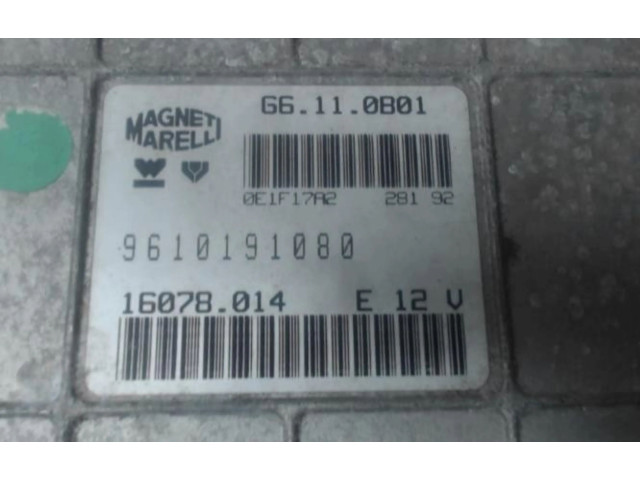 MAGNETI
MARELLI
G6.11.0B01
0E1F17A2 281 92
9610191080
16078.014 E 12 V